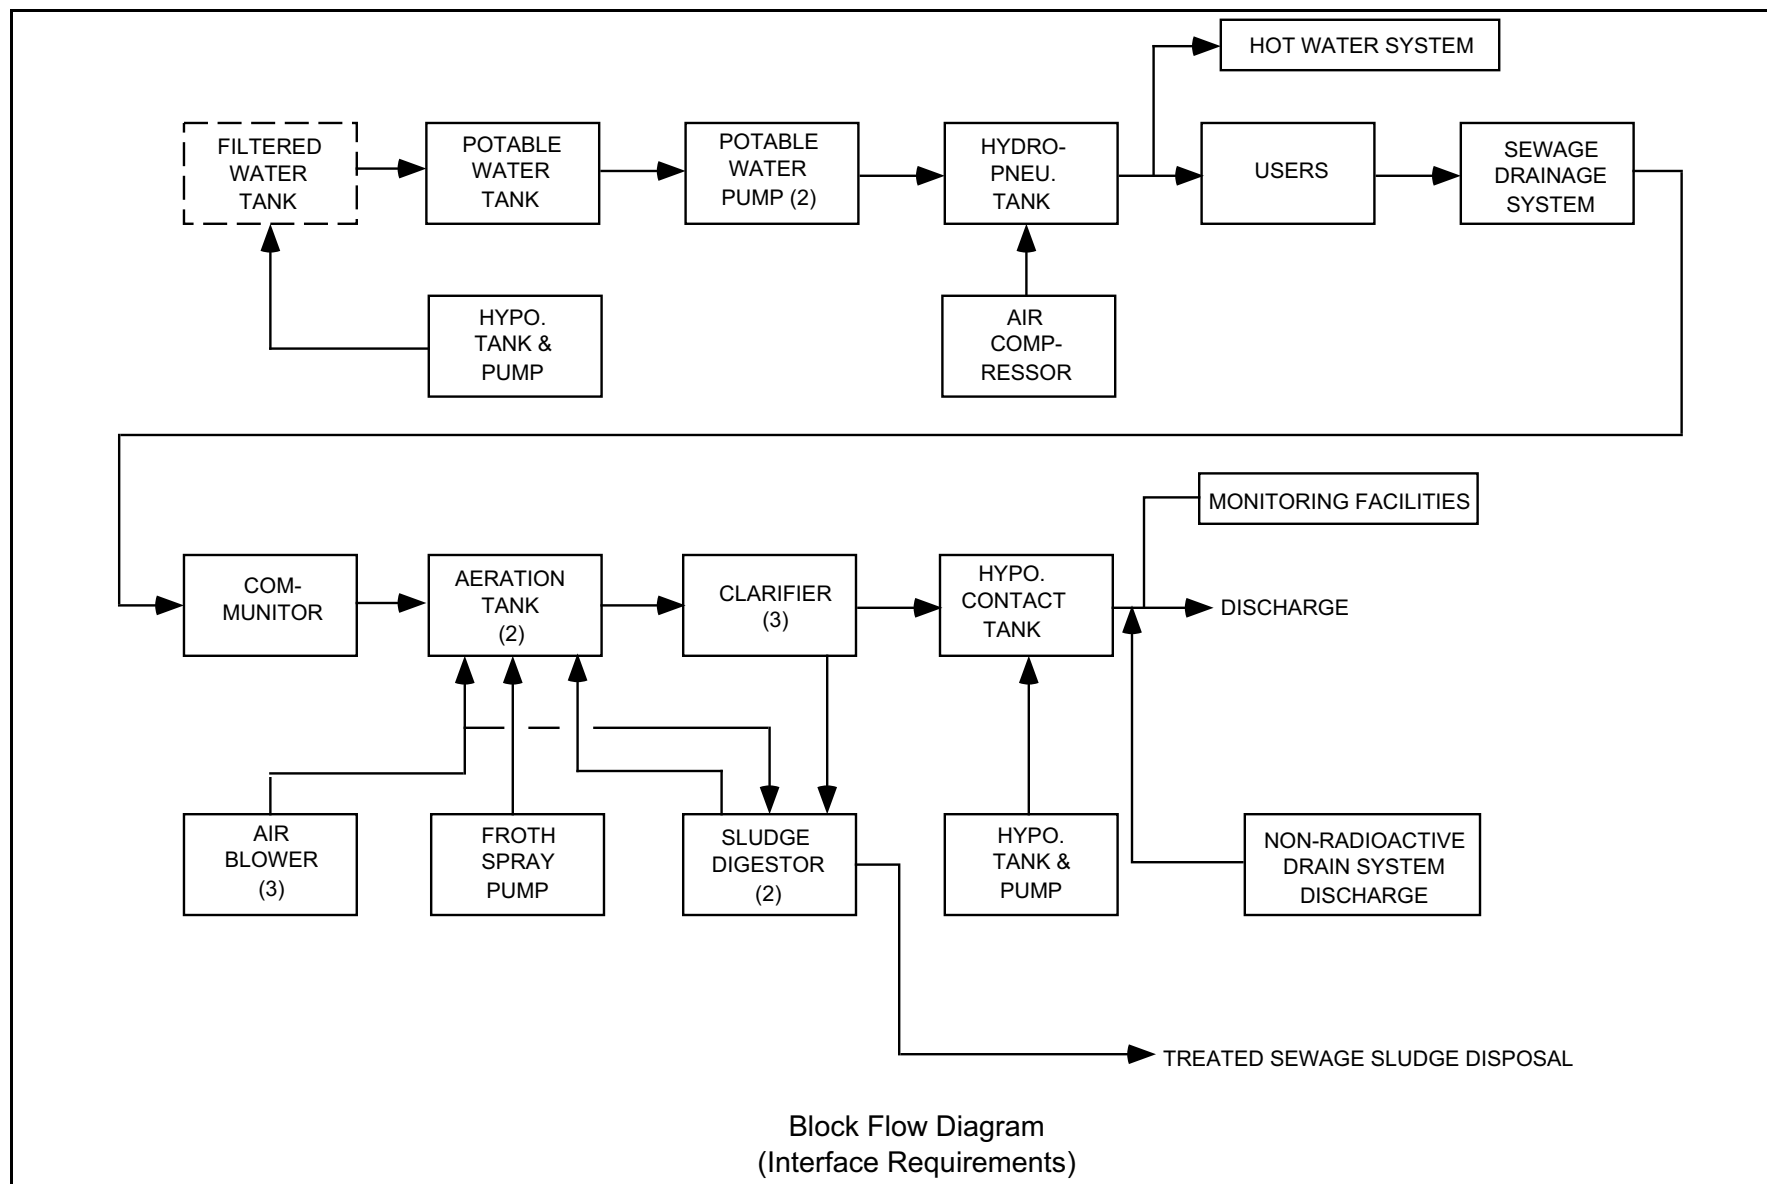 HOT WATER SYSTEM
FILTERED
WATER
TANK
POTABLE
WATER
TANK
POTABLE
WATER
PUMP (2)
HYDRO-
PNEU.
TANK
USERS
SEWAGE
DRAINAGE
SYSTEM
HYPO.
TANK &
PUMP
AIR
COMP-
RESSOR
MONITORING FACILITIES
COM-
MUNITOR
AERATION
TANK
(2)
CLARIFIER
(3)
HYPO.
CONTACT
TANK
DISCHARGE
AIR
BLOWER
(3)
FROTH
SPRAY
PUMP
SLUDGE
DIGESTOR
(2)
HYPO.
TANK &
PUMP
NON-RADIOACTIVE
DRAIN SYSTEM
DISCHARGE
TREATED SEWAGE SLUDGE DISPOSAL
Block Flow Diagram
(Interface Requirements)